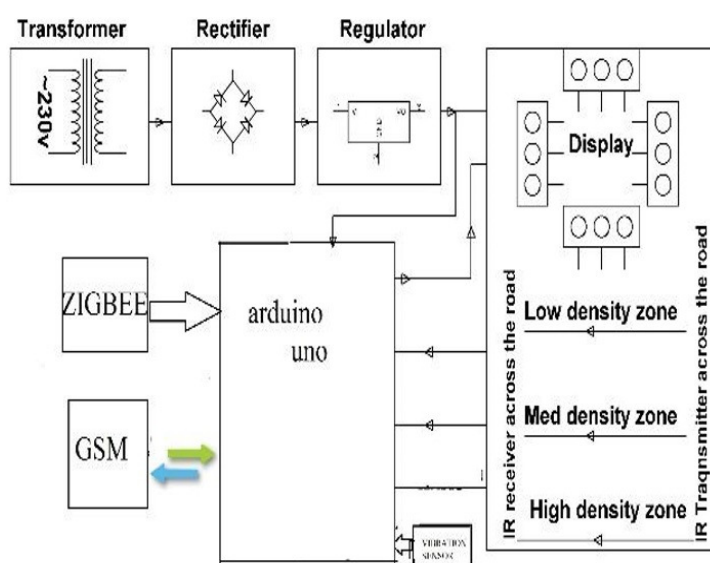 Transformer
Rectifier
Regulator
~230v
Display
ZIGBEE
arduino
uno
GSM
Low density zone
Med density zone
High density zone
IR receiver across the road
IR Traqnsmitter across the road
VIBRATION
SENSOR